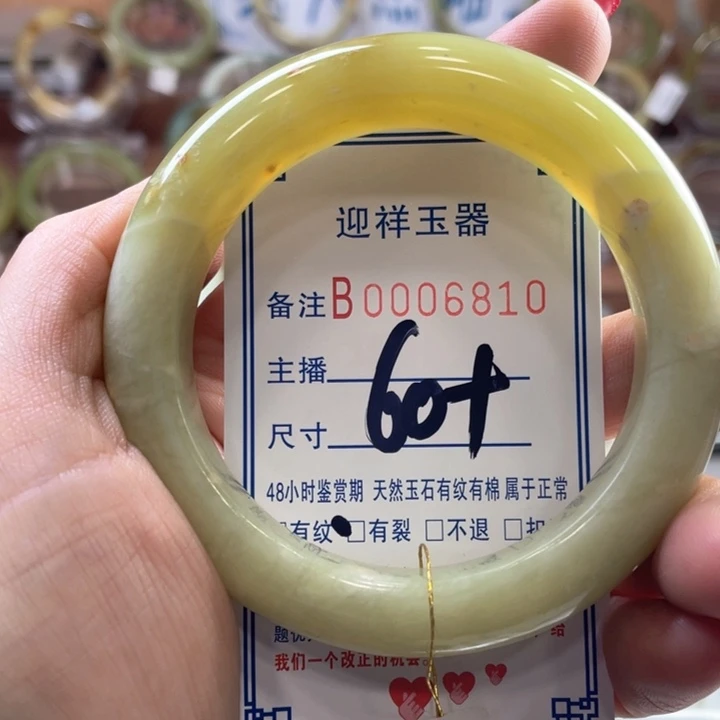 迎祥玉器
备注B0006810
主播
60+
尺寸
48小时鉴赏期 天然玉石有纹有棉 属于正常
有纹 □有裂 □不退 □
我们一个改正的机会